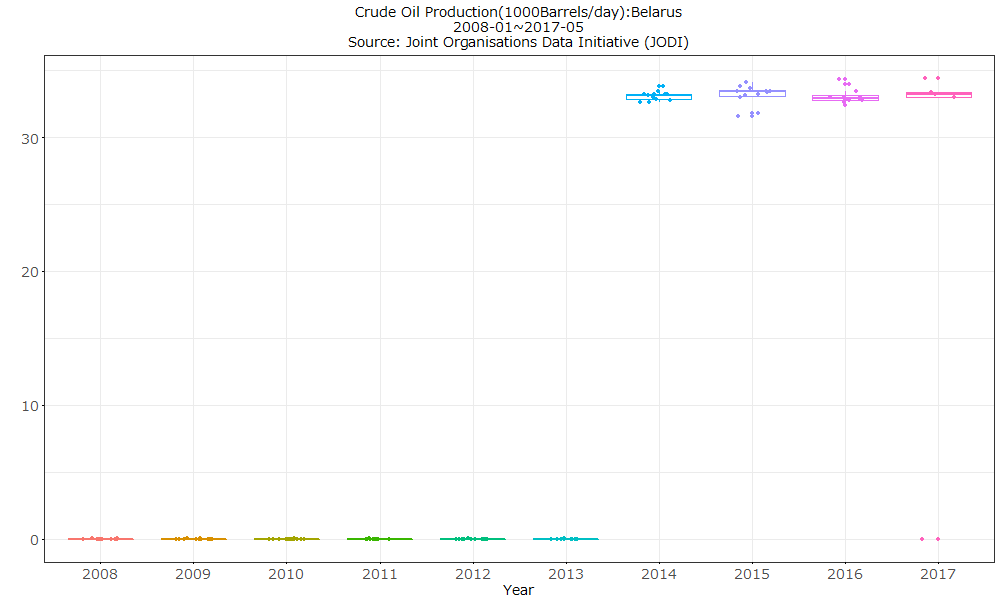 Crude Oil Production(1000Barrels/day):Belarus
2008-01~2017-05
Source: Joint Organisations Data Initiative (JODI)
30
20
10
0
2008 2009 2010 2011 2012 2013 2014 2015 2016 2017
Year